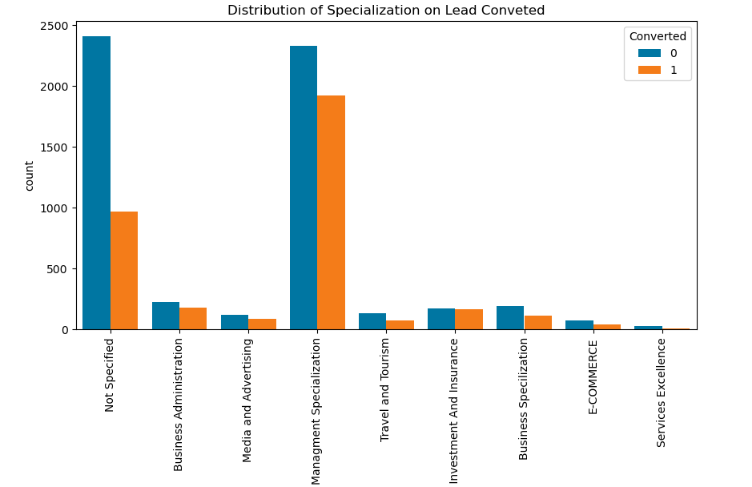 Distribution of Specialization on Lead Conveted
Converted
0
1
2500
2000
1500
1000
500
0
count
Not Specified
Business Administration
Media and Advertising
Managment Specialization
Travel and Tourism
Investment And Insurance
Business Specilization
E-COMMERCE
Services Excellence